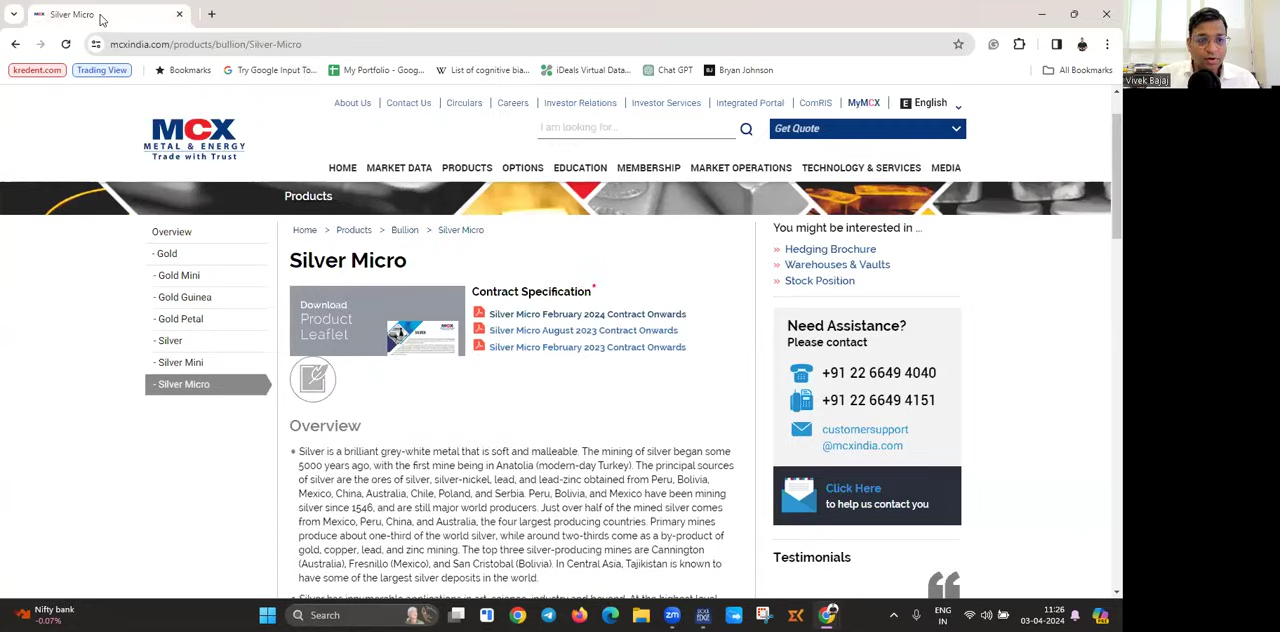 Silver Micro
mcxindia.com/products/bullion/Silver-Micro
kredent.com Trading View Bookmarks Try Google Input To... My Portfolio - Goog... List of cognitive bia... iDeals Virtual Data... Chat GPT Bryan Johnson All Bookmarks
Vivek Bajaj
About Us Contact Us Circulars Careers Investor Relations Investor Services Integrated Portal ComRIS MyMCX English
MCX
METAL & ENERGY
Trade with Trust
I am looking for...
Get Quote
HOME MARKET DATA PRODUCTS OPTIONS EDUCATION MEMBERSHIP MARKET OPERATIONS TECHNOLOGY & SERVICES MEDIA
Products
Overview
- Gold
- Gold Mini
- Gold Guinea
- Gold Petal
- Silver
- Silver Mini
- Silver Micro
Home > Products > Bullion > Silver Micro
Silver Micro
Download
Product
Leaflet
MCX
SILVER
Contract Specification*
Silver Micro February 2024 Contract Onwards
Silver Micro August 2023 Contract Onwards
Silver Micro February 2023 Contract Onwards
Overview
Silver is a brilliant grey-white metal that is soft and malleable. The mining of silver began some
5000 years ago, with the first mine being in Anatolia (modern-day Turkey). The principal sources
of silver are the ores of silver, silver-nickel, lead, and lead-zinc obtained from Peru, Bolivia,
Mexico, China, Australia, Chile, Poland, and Serbia. Peru, Bolivia, and Mexico have been mining
silver since 1546, and are still major world producers. Just over half of the mined silver comes
from Mexico, Peru, China, and Australia, the four largest producing countries. Primary mines
produce about one-third of the world silver, while around two-thirds come as a by-product of
gold, copper, lead, and zinc mining. The top three silver-producing mines are Cannington
(Australia), Fresnillo (Mexico), and San Cristobal (Bolivia). In Central Asia, Tajikistan is known to
have some of the largest silver deposits in the world.
You might be interested in ...
» Hedging Brochure
» Warehouses & Vaults
» Stock Position
Need Assistance?
Please contact
+91 22 6649 4040
+91 22 6649 4151
customersupport
@mcxindia.com
Click Here
to help us contact you
Testimonials
Nifty bank
-0.07%
Search
ENG
IN
11:26
03-04-2024